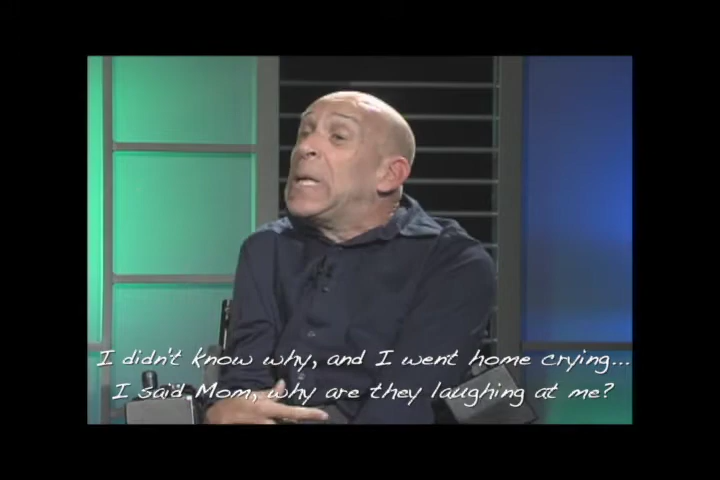 I didn't know why, and I went home crying...
I said Mom, why are they laughing at me?